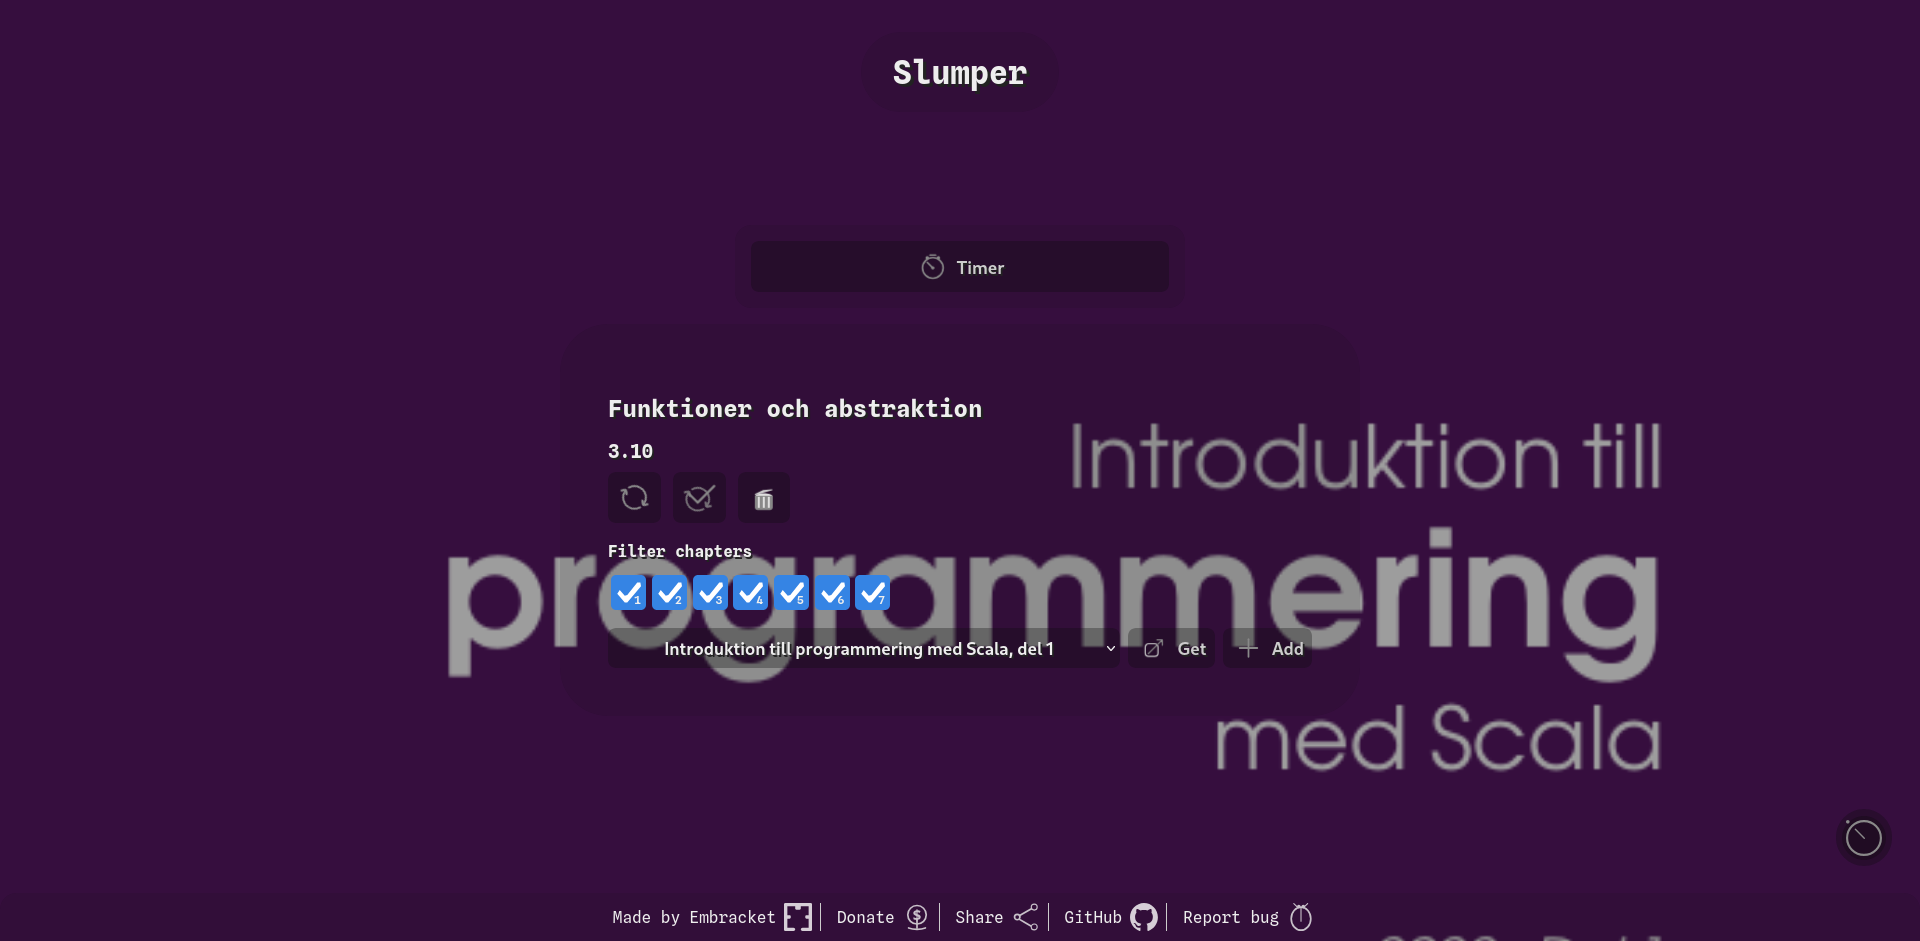 Slumper
Timer
Funktioner och abstraktion
3.10
Introduktion till
Filter chapters
programmering
1 2 3 4 5 6 7
Introduktion till programmering med Scala, del 1
Get
Add
med Scala
Made by Embracket
Donate
Share
GitHub
Report bug